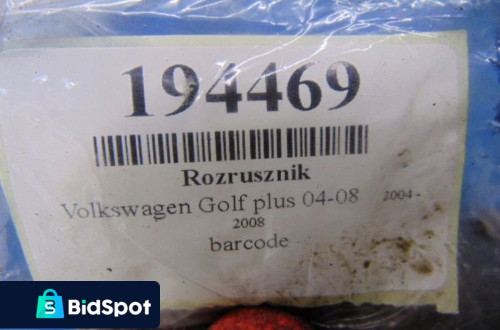 194469
Rozrusznik
Volkswagen Golf plus 04-08 2004 -
2008
barcode
S
BidSpot